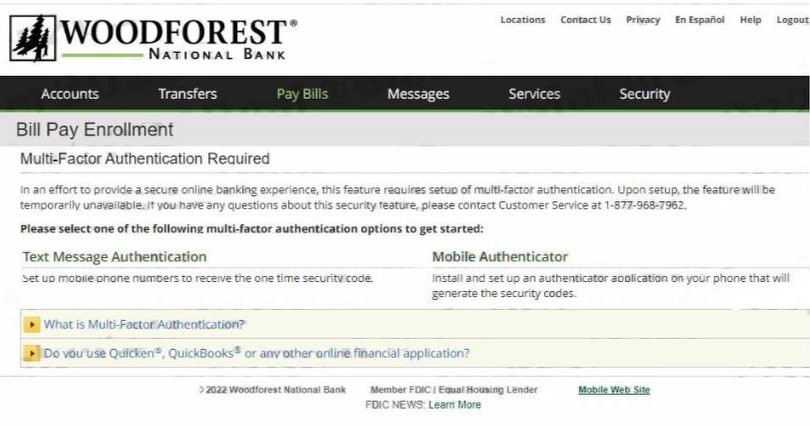 WOODFOREST®
NATIONAL BANK
Locations Contact Us Privacy En Español Help Logout
Accounts Transfers Pay Bills Messages Services Security
Bill Pay Enrollment
Multi-Factor Authentication Required
In an effort to provide a secure online banking experience, this feature requires setup of multi-factor authentication. Upon setup, the feature will be
temporarily unavailable. If you have any questions about this security feature, please contact Customer Service at 1-877-968-7962.
Please select one of the following multi-factor authentication options to get started:
Text Message Authentication
Set up mobile phone numbers to receive the one time security code.
Mobile Authenticator
Install and set up an authenticator application on your phone that will
generate the security codes.
What is Multi-Factor Authentication?
Do you use Quicken®, QuickBooks® or any other online financial application?
© 2022 Woodforest National Bank Member FDIC | Equal Housing Lender Mobile Web Site
FDIC NEWS: Learn More